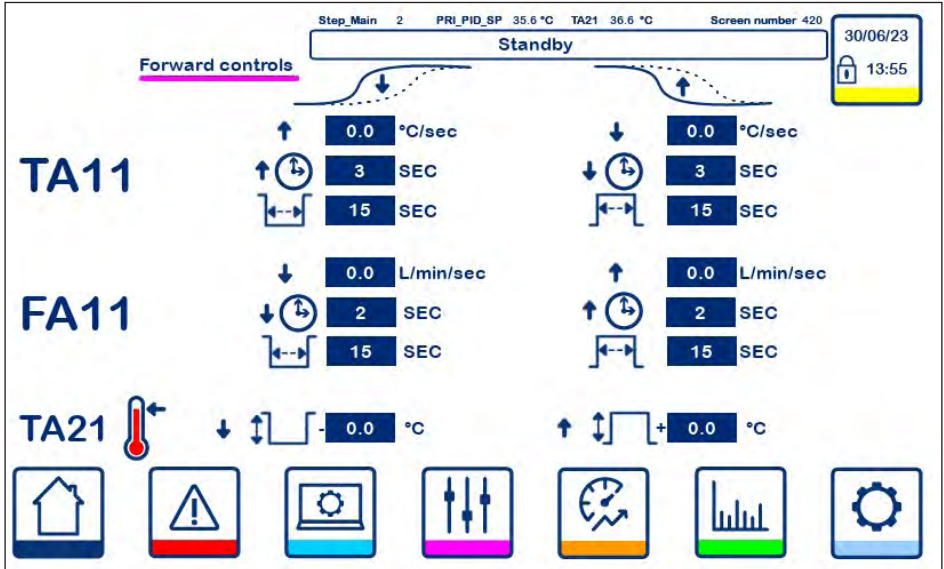 Step_Main 2 PRI_PID_SP 35.6 °C TA21 36.6 °C Screen number 420
Standby
30/06/23
13:55
Forward controls
TA11
0.0 °C/sec
3 SEC
15 SEC
0.0 °C/sec
3 SEC
15 SEC
FA11
0.0 L/min/sec
2 SEC
15 SEC
0.0 L/min/sec
2 SEC
15 SEC
TA21
- 0.0 °C
+ 0.0 °C